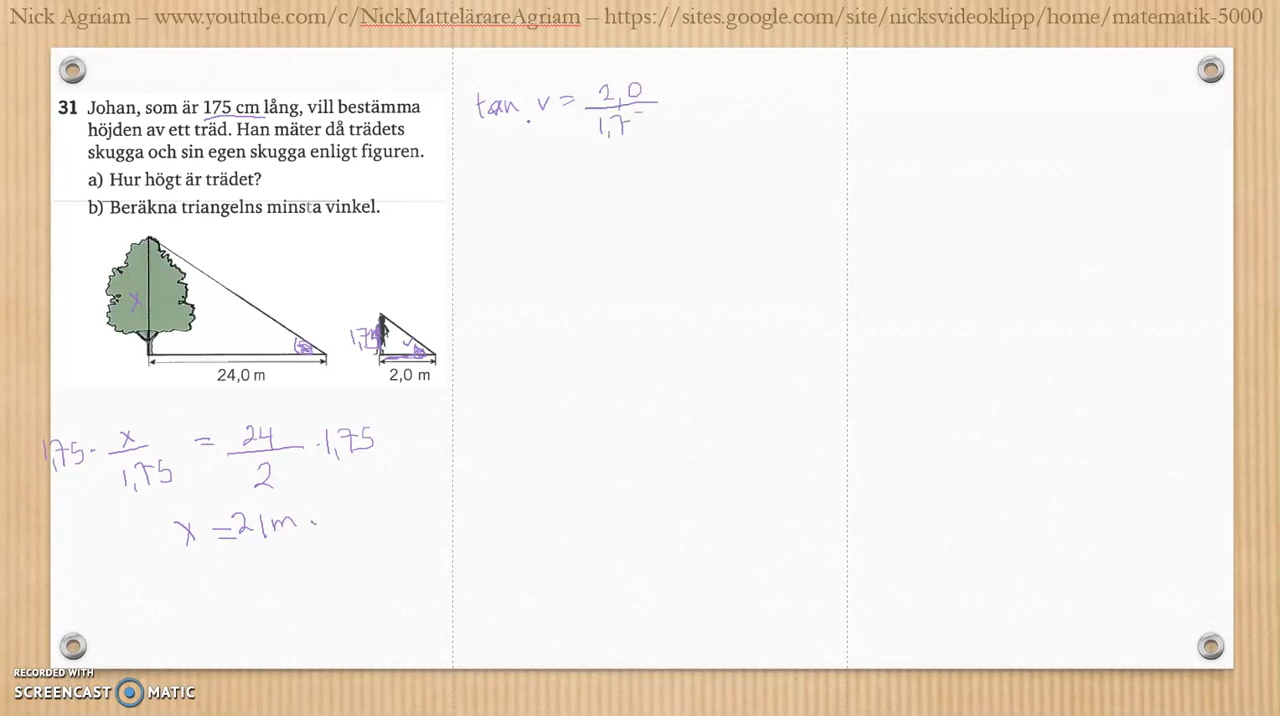 Nick Agriam – www.youtube.com/c/NickMattelärareAgriam – https://sites.google.com/site/nicksvideoklipp/home/matematik-5000
31 Johan, som är 175 cm lång, vill bestämma
höjden av ett träd. Han mäter då trädets
skugga och sin egen skugga enligt figuren.
a) Hur högt är trädet?
b) Beräkna triangelns minsta vinkel.
x
24,0 m
1,75
v
2,0 m
1,75 · x / 1,75 = 24 / 2 · 1,75
x = 21 m.
tan v = 2,0 / 1,7
RECORDED WITH
SCREENCAST MATIC